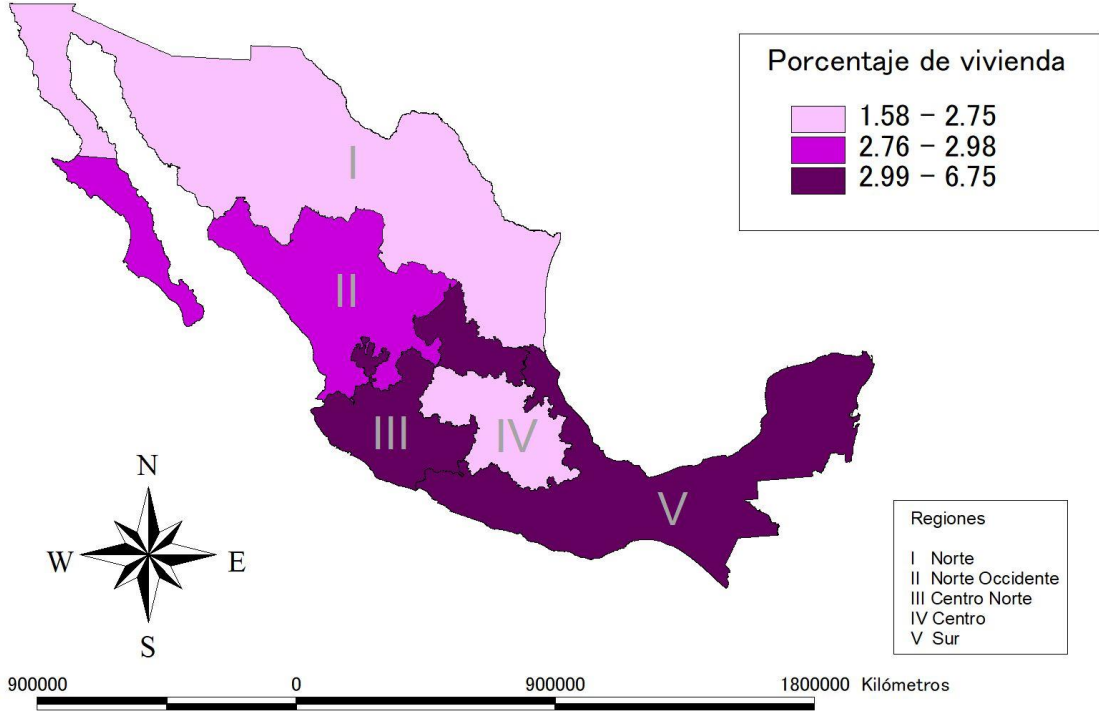 Porcentaje de vivienda
1.58 - 2.75
2.76 - 2.98
2.99 - 6.75
I
II
III
IV
V
N
W
E
S
Regiones
I Norte
II Norte Occidente
III Centro Norte
IV Centro
V Sur
900000 0 900000 1800000 Kilómetros